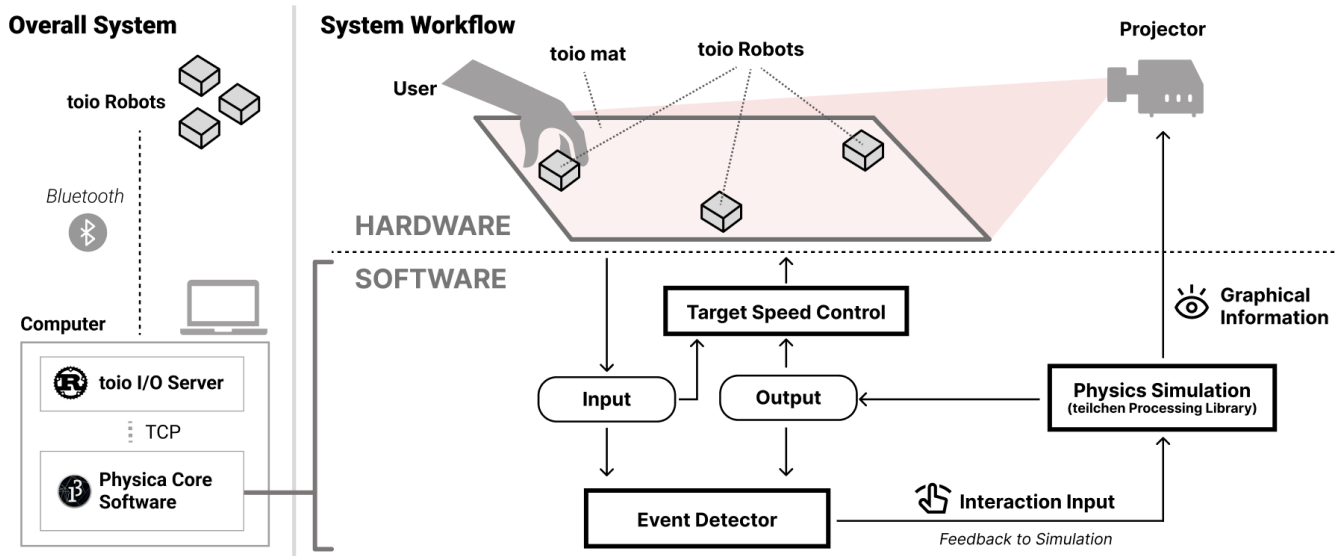 Overall System
toio Robots
Bluetooth
Computer
toio I/O Server
TCP
Physica Core
Software
System Workflow
User
toio mat
toio Robots
Projector
HARDWARE
SOFTWARE
Target Speed Control
Input
Output
Graphical
Information
Physics Simulation
(teilchen Processing Library)
Event Detector
Interaction Input
Feedback to Simulation